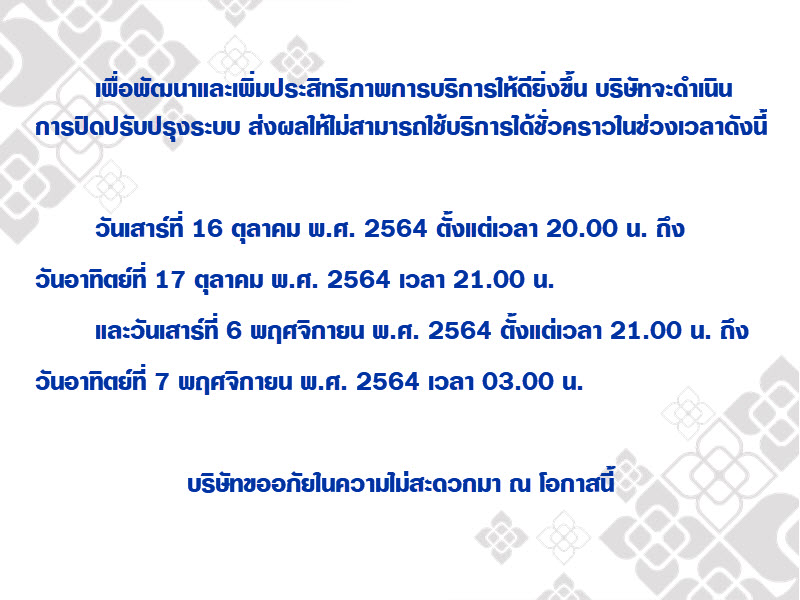 เพื่อพัฒนาและเพิ่มประสิทธิภาพการบริการให้ดียิ่งขึ้น บริษัทจะดำเนิน
การปิดปรับปรุงระบบ ส่งผลให้ไม่สามารถใช้บริการได้ชั่วคราวในช่วงเวลาดังนี้
วันเสาร์ที่ 16 ตุลาคม พ.ศ. 2564 ตั้งแต่เวลา 20.00 น. ถึง
วันอาทิตย์ที่ 17 ตุลาคม พ.ศ. 2564 เวลา 21.00 น.
และวันเสาร์ที่ 6 พฤศจิกายน พ.ศ. 2564 ตั้งแต่เวลา 21.00 น. ถึง
วันอาทิตย์ที่ 7 พฤศจิกายน พ.ศ. 2564 เวลา 03.00 น.
บริษัทขออภัยในความไม่สะดวกมา ณ โอกาสนี้